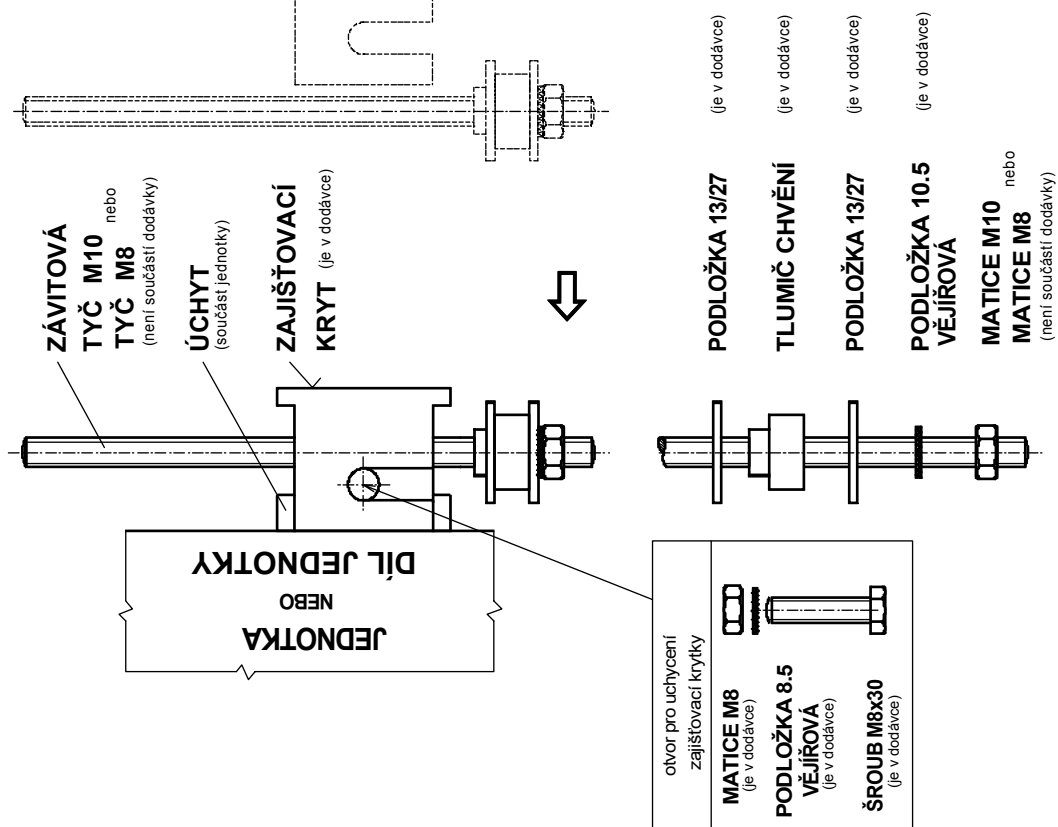 ZÁVITOVÁ
TYČ M10 nebo
TYČ M8
(není součástí dodávky)
ÚCHYT
(součást jednotky)
ZAJIŠŤOVACÍ
KRYT (je v dodávce)
JEDNOTKA
NEBO
DÍL JEDNOTKY
otvor pro uchycení
zajišťovací krytky
MATICE M8
(je v dodávce)
PODLOŽKA 8.5
VĚJÍŘOVÁ
(je v dodávce)
ŠROUB M8x30
(je v dodávce)
PODLOŽKA 13/27 (je v dodávce)
TLUMIČ CHVĚNÍ (je v dodávce)
PODLOŽKA 13/27 (je v dodávce)
PODLOŽKA 10.5 (je v dodávce)
VĚJÍŘOVÁ
MATICE M10 nebo
MATICE M8
(není součástí dodávky)